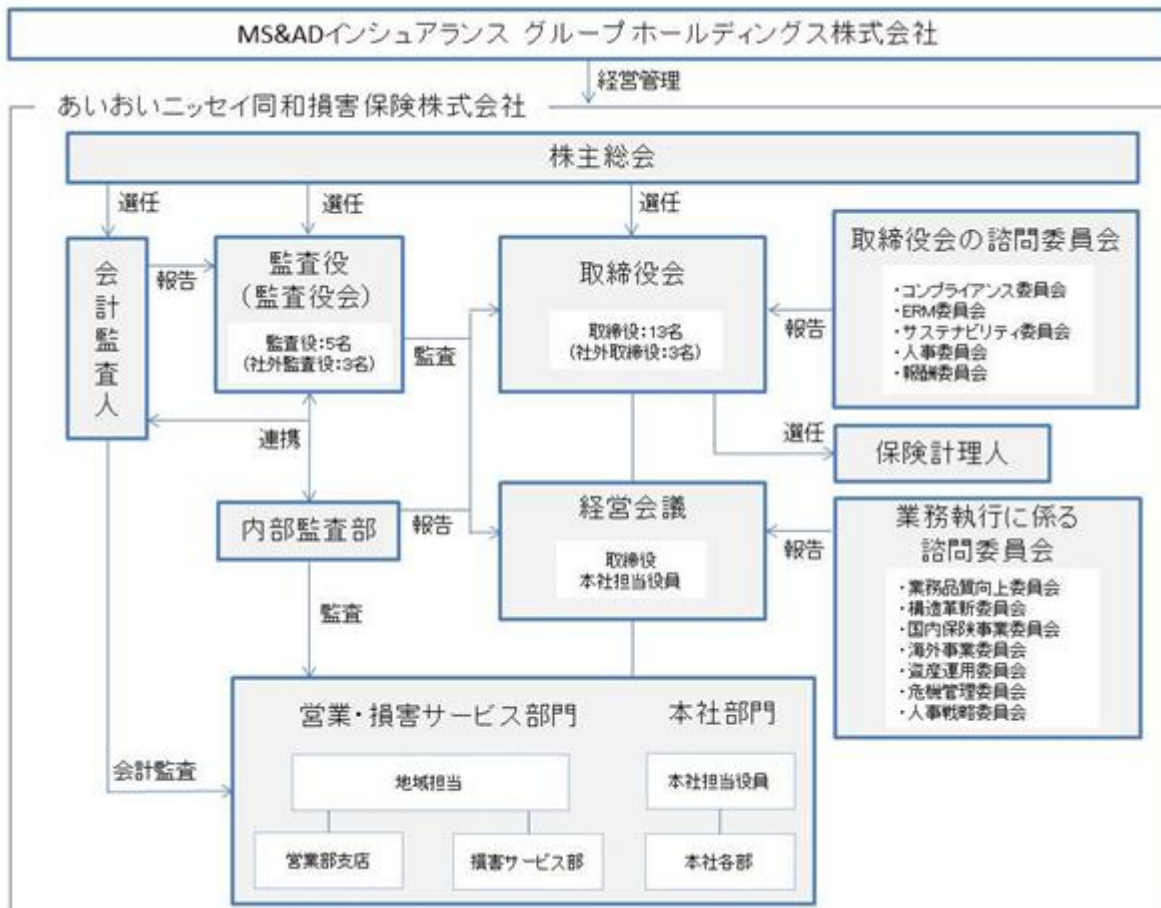 MS&ADインシュアランス グループ ホールディングス株式会社
経営管理
あいおいニッセイ同和損害保険株式会社
株主総会
選任
選任
選任
会計監査人
報告
監査役
(監査役会)
監査役:5名
(社外監査役:3名)
監査
取締役会
取締役:13名
(社外取締役:3名)
報告
取締役会の諮問委員会
・コンプライアンス委員会
・ERM委員会
・サステナビリティ委員会
・人事委員会
・報酬委員会
連携
選任
保険計理人
内部監査部
報告
経営会議
取締役
本社担当役員
報告
業務執行に係る
諮問委員会
・業務品質向上委員会
・構造革新委員会
・国内保険事業委員会
・海外事業委員会
・資産運用委員会
・危機管理委員会
・人事戦略委員会
監査
会計監査
営業・損害サービス部門
本社部門
地域担当
本社担当役員
営業部支店
損害サービス部
本社各部